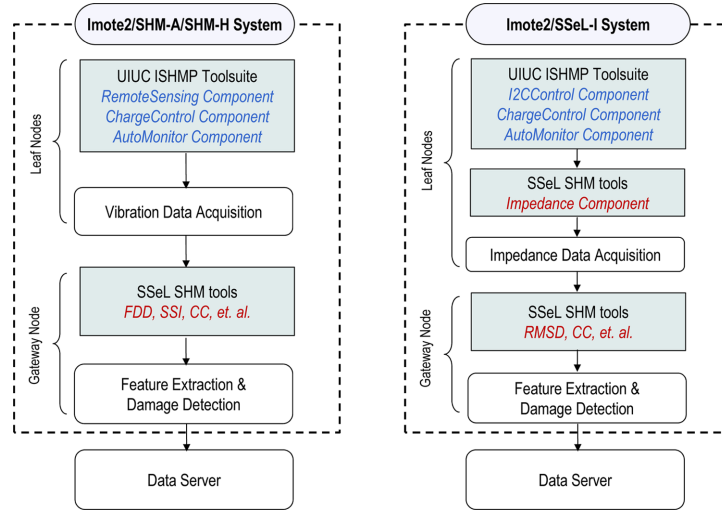 Imote2/SHM-A/SHM-H System
Leaf Nodes
UIUC ISHMP Toolsuite
RemoteSensing Component
ChargeControl Component
AutoMonitor Component
Vibration Data Acquisition
Gateway Node
SSeL SHM tools
FDD, SSI, CC, et. al.
Feature Extraction &
Damage Detection
Data Server
Imote2/SSeL-I System
Leaf Nodes
UIUC ISHMP Toolsuite
I2CControl Component
ChargeControl Component
AutoMonitor Component
SSeL SHM tools
Impedance Component
Impedance Data Acquisition
Gateway Node
SSeL SHM tools
RMSD, CC, et. al.
Feature Extraction &
Damage Detection
Data Server